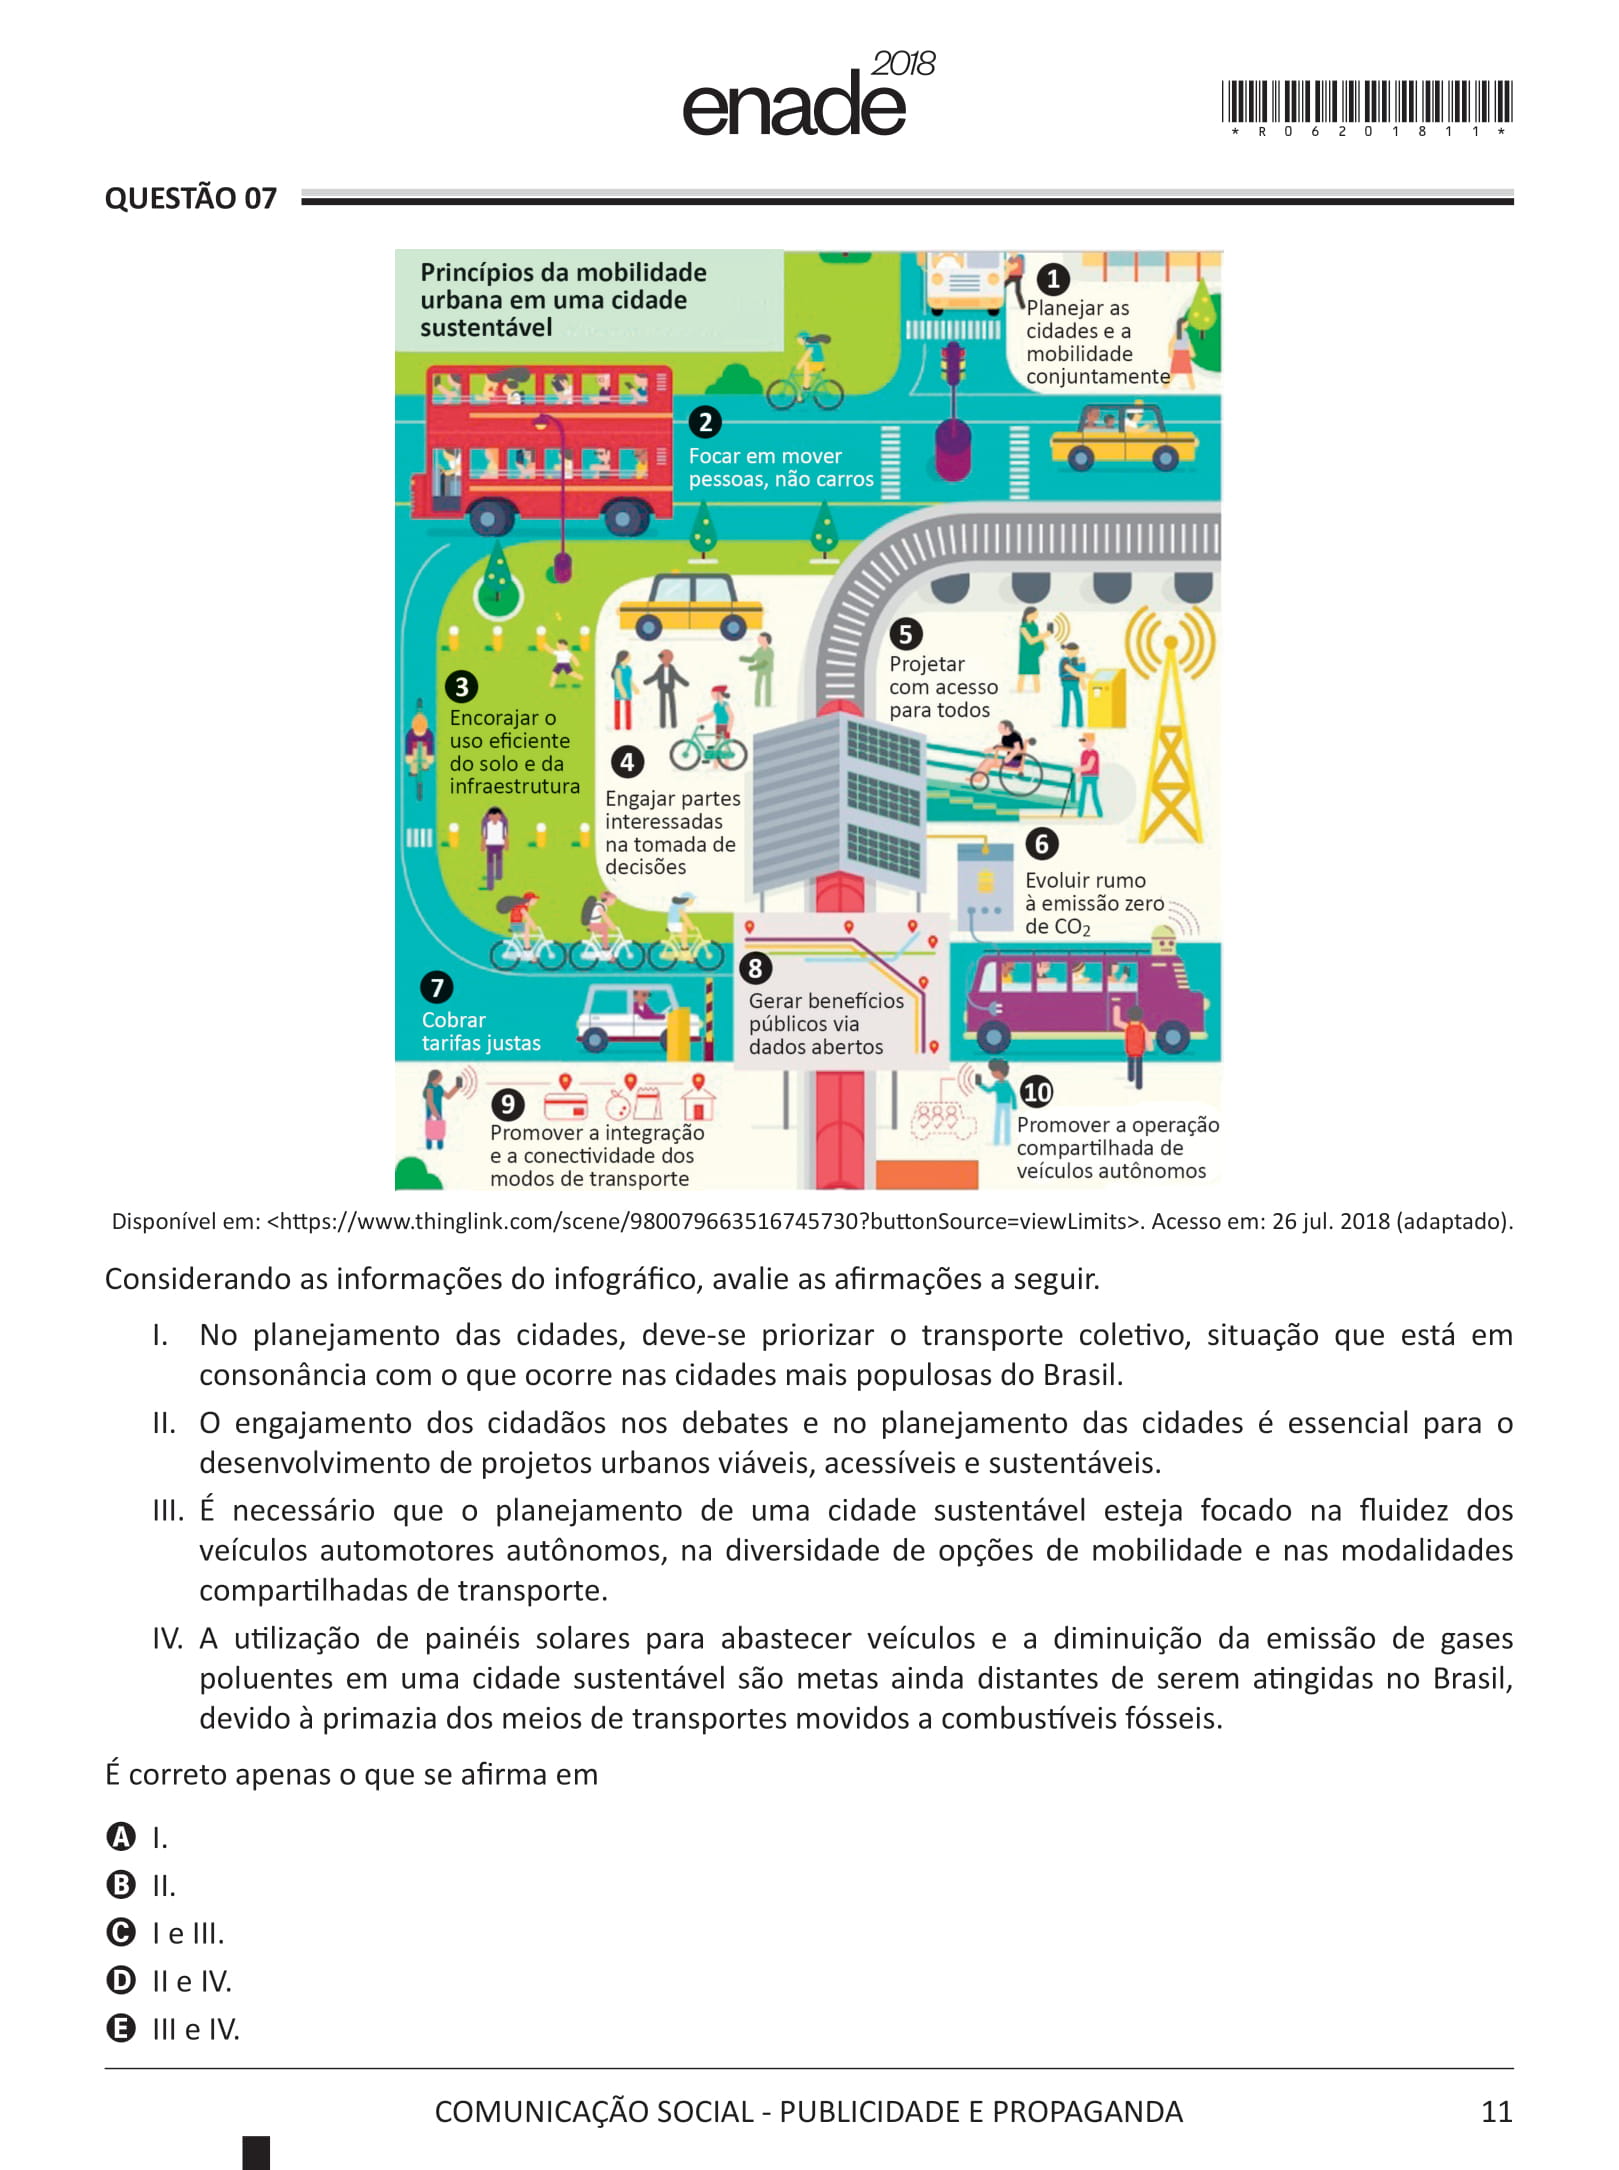 enade 2018
*R06201811*
QUESTÃO 07
Princípios da mobilidade
urbana em uma cidade
sustentável
1
Planejar as
cidades e a
mobilidade
conjuntamente
2
Focar em mover
pessoas, não carros
3
Encorajar o
uso eficiente
do solo e da
infraestrutura
4
Engajar partes
interessadas
na tomada de
decisões
5
Projetar
com acesso
para todos
6
Evoluir rumo
à emissão zero
de CO2
7
Cobrar
tarifas justas
8
Gerar benefícios
públicos via
dados abertos
9
Promover a integração
e a conectividade dos
modos de transporte
10
Promover a operação
compartilhada de
veículos autônomos
Disponível em: <https://www.thinglink.com/scene/980079663516745730?buttonSource=viewLimits>. Acesso em: 26 jul. 2018 (adaptado).
Considerando as informações do infográfico, avalie as afirmações a seguir.
I. No planejamento das cidades, deve-se priorizar o transporte coletivo, situação que está em
consonância com o que ocorre nas cidades mais populosas do Brasil.
II. O engajamento dos cidadãos nos debates e no planejamento das cidades é essencial para o
desenvolvimento de projetos urbanos viáveis, acessíveis e sustentáveis.
III. É necessário que o planejamento de uma cidade sustentável esteja focado na fluidez dos
veículos automotores autônomos, na diversidade de opções de mobilidade e nas modalidades
compartilhadas de transporte.
IV. A utilização de painéis solares para abastecer veículos e a diminuição da emissão de gases
poluentes em uma cidade sustentável são metas ainda distantes de serem atingidas no Brasil,
devido à primazia dos meios de transportes movidos a combustíveis fósseis.
É correto apenas o que se afirma em
A I.
B II.
C I e III.
D II e IV.
E III e IV.
COMUNICAÇÃO SOCIAL - PUBLICIDADE E PROPAGANDA 11